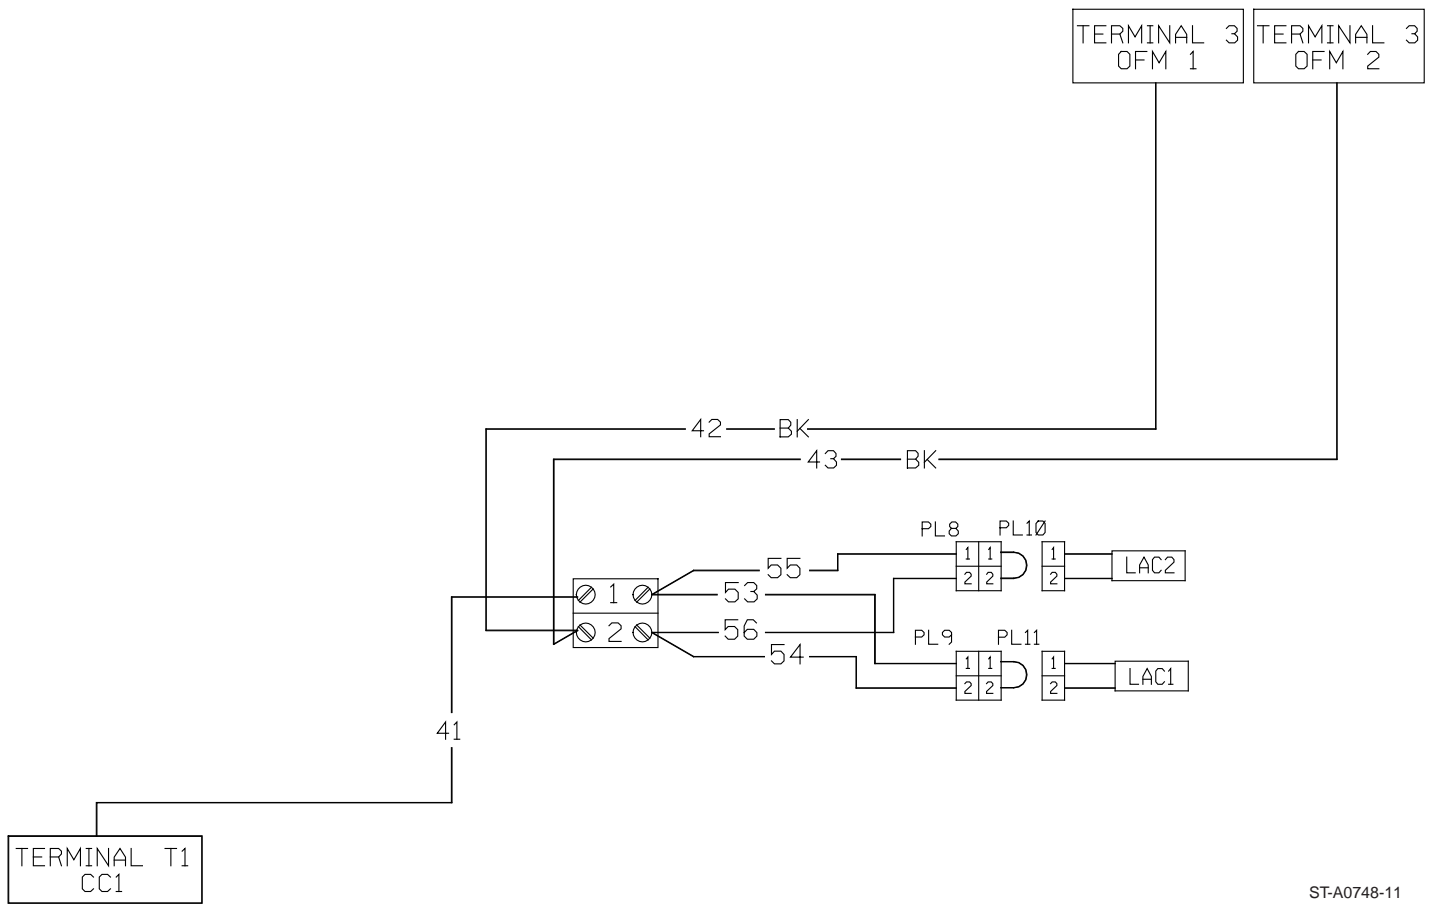 TERMINAL 3
OFM 1
TERMINAL 3
OFM 2
42 BK
43 BK
PL8 PL10
1 1 1
2 2 2
LAC2
55
53
1
2
56
54
PL9 PL11
1 1 1
2 2 2
LAC1
41
TERMINAL T1
CC1
ST-A0748-11